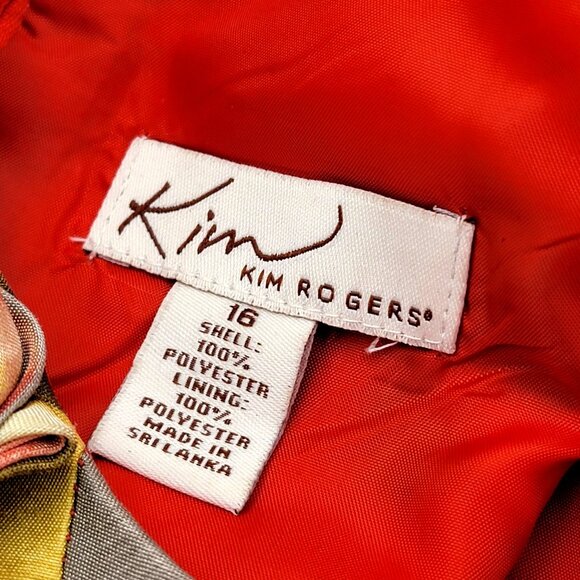 Kim
KIM ROGERS®
16
SHELL:
100%
POLYESTER
LINING:
100%
POLYESTER
MADE IN
SRI LANKA